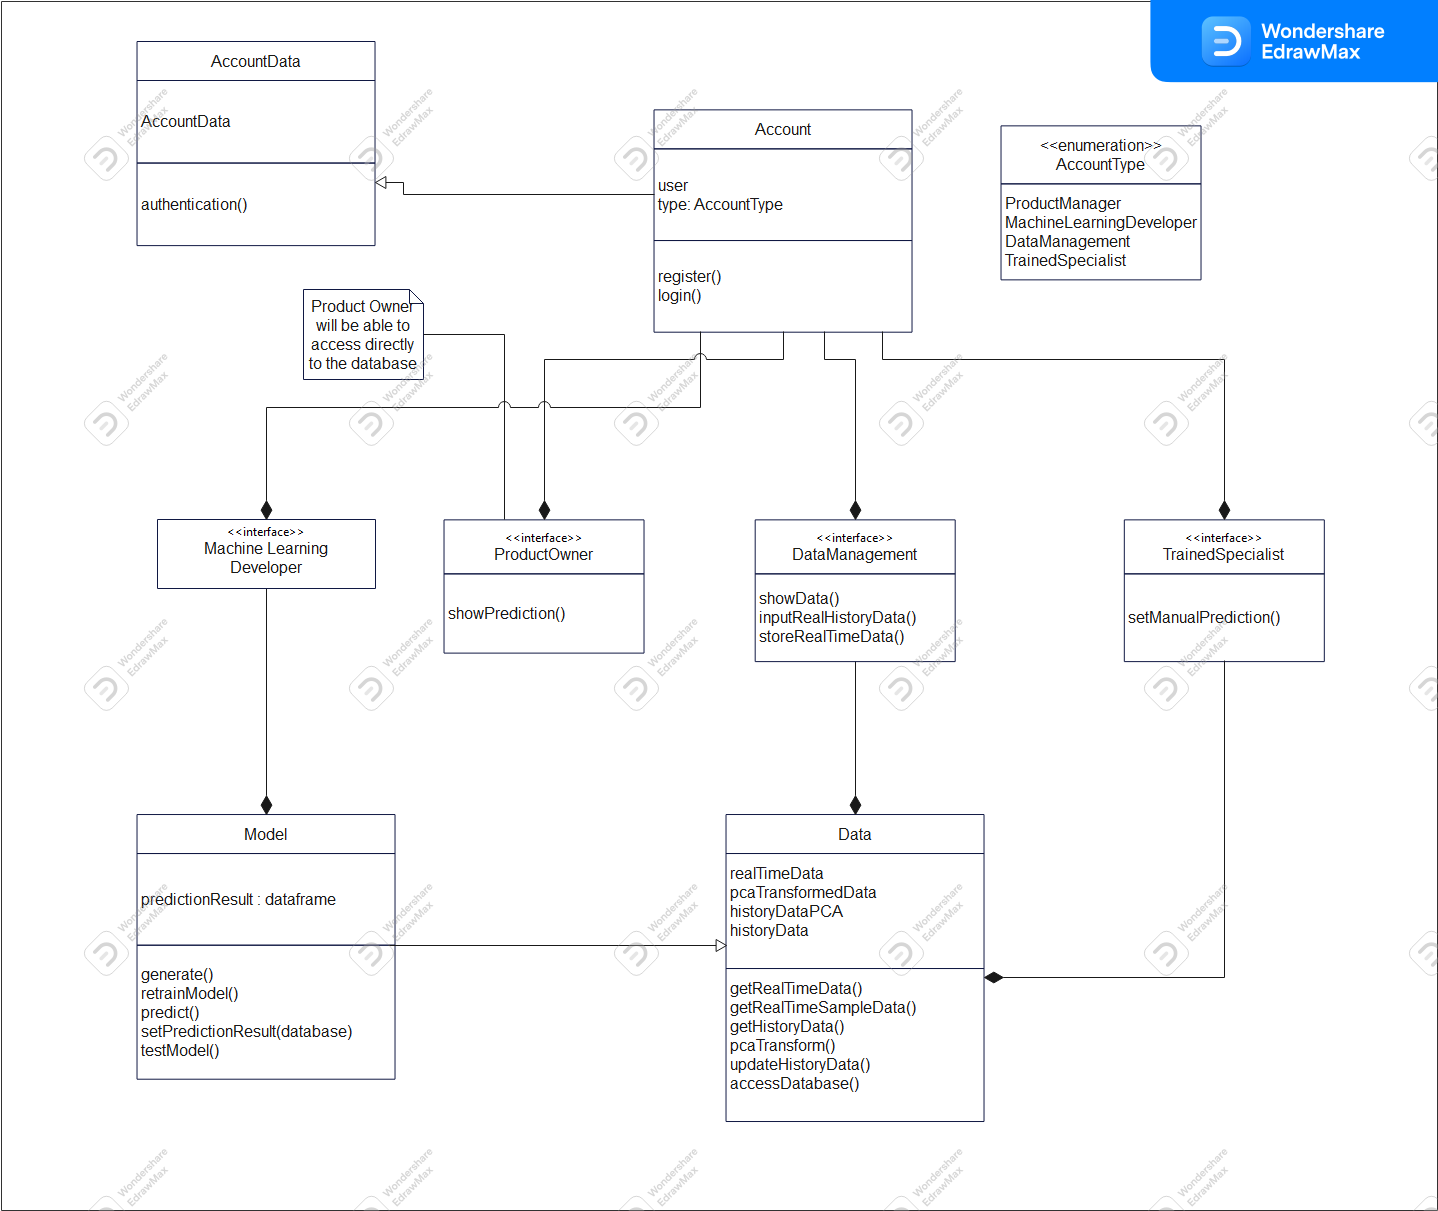 Wondershare
EdrawMax
AccountData
AccountData
authentication()
Account
user
type: AccountType
register()
login()
<<enumeration>>
AccountType
ProductManager
MachineLearningDeveloper
DataManagement
TrainedSpecialist
Product Owner
will be able to
access directly
to the database
<<interface>>
Machine Learning
Developer
<<interface>>
ProductOwner
showPrediction()
<<interface>>
DataManagement
showData()
inputRealHistoryData()
storeRealTimeData()
<<interface>>
TrainedSpecialist
setManualPrediction()
Model
predictionResult : dataframe
generate()
retrainModel()
predict()
setPredictionResult(database)
testModel()
Data
realTimeData
pcaTransformedData
historyDataPCA
historyData
getRealTimeData()
getRealTimeSampleData()
getHistoryData()
pcaTransform()
updateHistoryData()
accessDatabase()